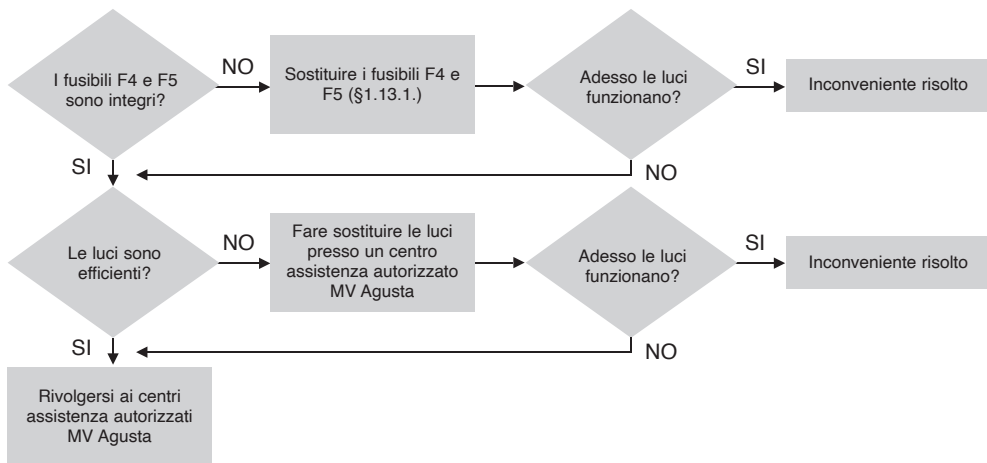 I fusibili F4 e F5
sono integri?
NO
Sostituire i fusibili F4 e
F5 (§1.13.1.)
Adesso le luci
funzionano?
SI
Inconveniente risolto
SI
NO
Le luci sono
efficienti?
NO
Fare sostituire le luci
presso un centro
assistenza autorizzato
MV Agusta
Adesso le luci
funzionano?
SI
Inconveniente risolto
SI
NO
Rivolgersi ai centri
assistenza autorizzati
MV Agusta